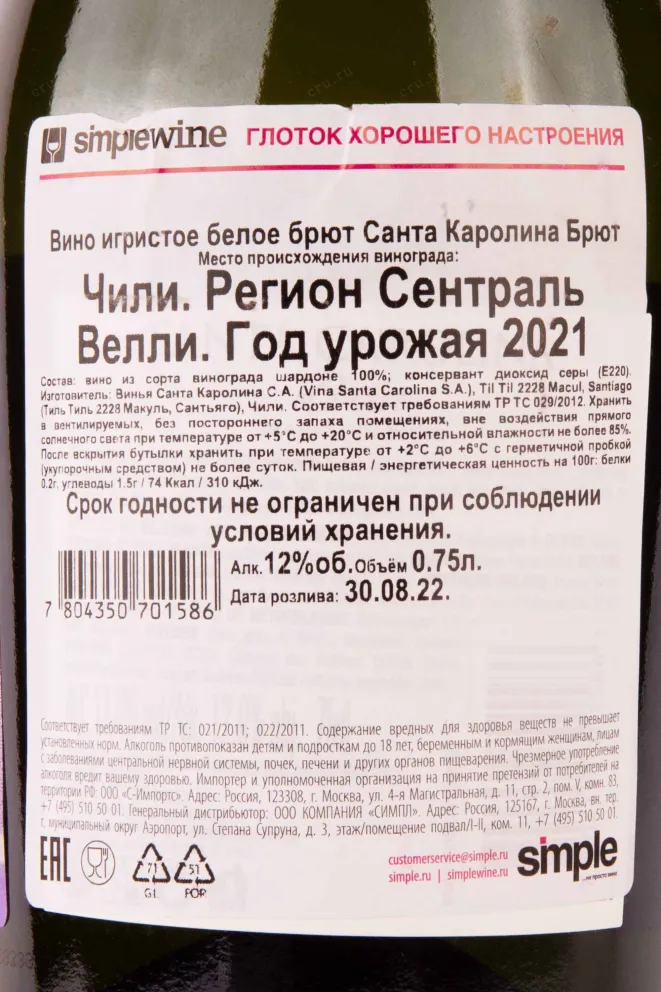 simplewine ГЛОТОК ХОРОШЕГО НАСТРОЕНИЯ
Вино игристое белое брют Санта Каролина Брют
Место происхождения винограда:
Чили. Регион Сентраль
Велли. Год урожая 2021
Состав: вино из сорта винограда шардоне 100%; консервант диоксид серы (Е220).
Изготовитель: Винья Санта Каролина С.А. (Vina Santa Carolina S.A.), Til Til 2228 Macul, Santiago
(Тиль Тиль 2228 Макуль, Сантьяго), Чили. Соответствует требованиям ТР ТС 029/2012. Хранить
в вентилируемых, без постороннего запаха помещениях, вне воздействия прямого
солнечного света при температуре от +5°С до +20°С и относительной влажности не более 85%.
После вскрытия бутылки хранить при температуре от +2°С до +6°С с герметичной пробкой
(укупорочным средством) не более суток. Пищевая / энергетическая ценность на 100г: белки
0.2г, углеводы 1.5г / 74 Ккал / 310 кДж.
Срок годности не ограничен при соблюдении
условий хранения.
Алк. 12%об. Объём 0.75л.
Дата розлива: 30.08.22.
7 804350 701586
Соответствует требованиям ТР ТС: 021/2011; 022/2011. Содержание вредных для здоровья веществ не превышает
установленных норм. Алкоголь противопоказан детям и подросткам до 18 лет, беременным и кормящим женщинам, лицам
с заболеваниями центральной нервной системы, почек, печени и других органов пищеварения. Чрезмерное употребление
алкоголя вредит вашему здоровью. Импортер и уполномоченная организация на принятие претензий от потребителей на
территории РФ: ООО «С-Импортс». Адрес: Россия, 123308, г. Москва, ул. 4-я Магистральная, д. 11, стр. 2, пом. V, комн. 83,
+7 (495) 510 50 01. Генеральный дистрибьютор: ООО КОМПАНИЯ «СИМПЛ». Адрес: Россия, 125167, г. Москва, вн. тер.
г. муниципальный округ Аэропорт, ул. Степана Супруна, д. 3, этаж/помещение подвал/I-II, ком. 11, +7 (495) 510 50 01.
EAC
71
GL
51
FOR
customerservice@simple.ru
simple.ru | simplewine.ru
simple
...не просто вино